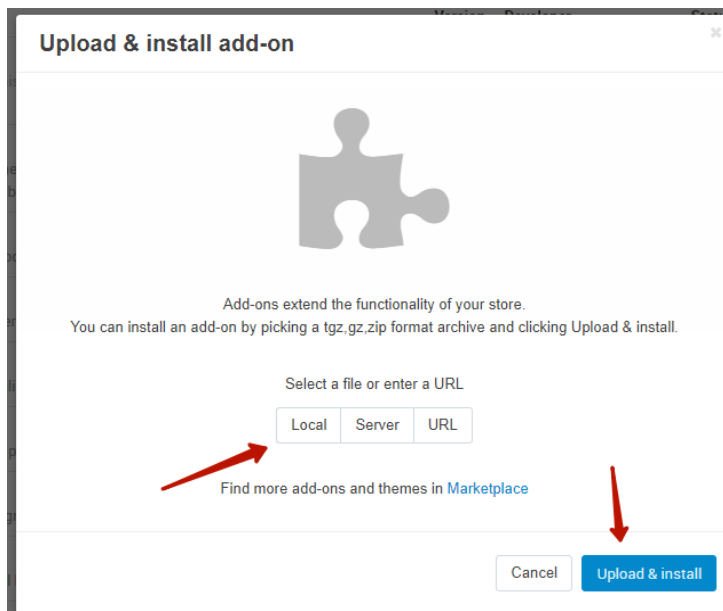 Version Developer
Upload & install add-on
Add-ons extend the functionality of your store.
You can install an add-on by picking a tgz,gz,zip format archive and clicking Upload & install.
Select a file or enter a URL
Local Server URL
Find more add-ons and themes in Marketplace
Cancel Upload & install